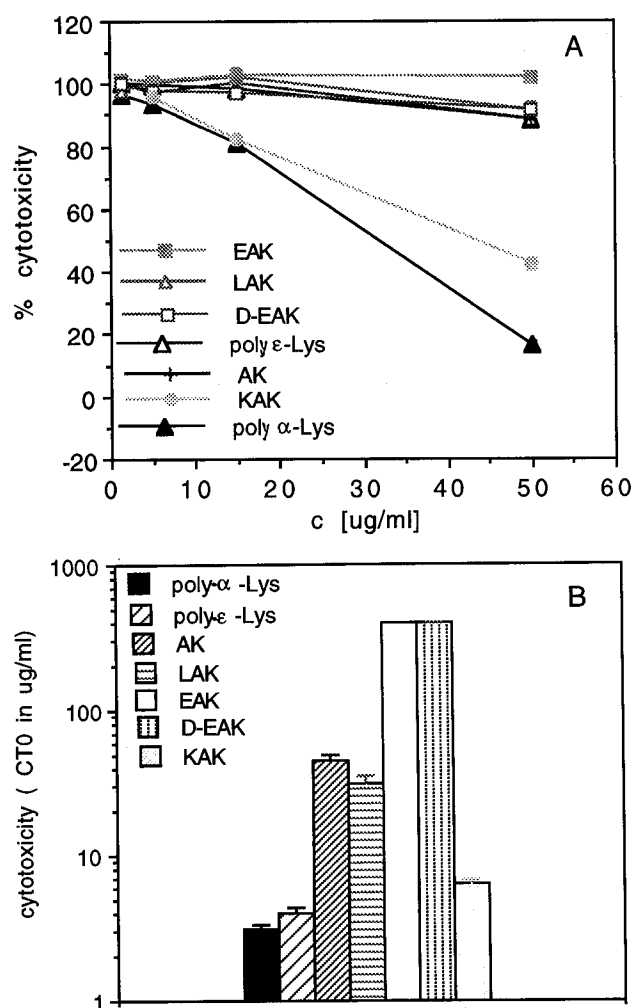 120
A
100
80
60
40
20
0
-20
% cytotoxicity
EAK
LAK
D-EAK
poly ε-Lys
AK
KAK
poly α-Lys
0 10 20 30 40 50 60
c [ug/ml]
1000
B
100
10
1
cytotoxicity ( CT0 in ug/ml)
poly-α -Lys
poly-ε -Lys
AK
LAK
EAK
D-EAK
KAK